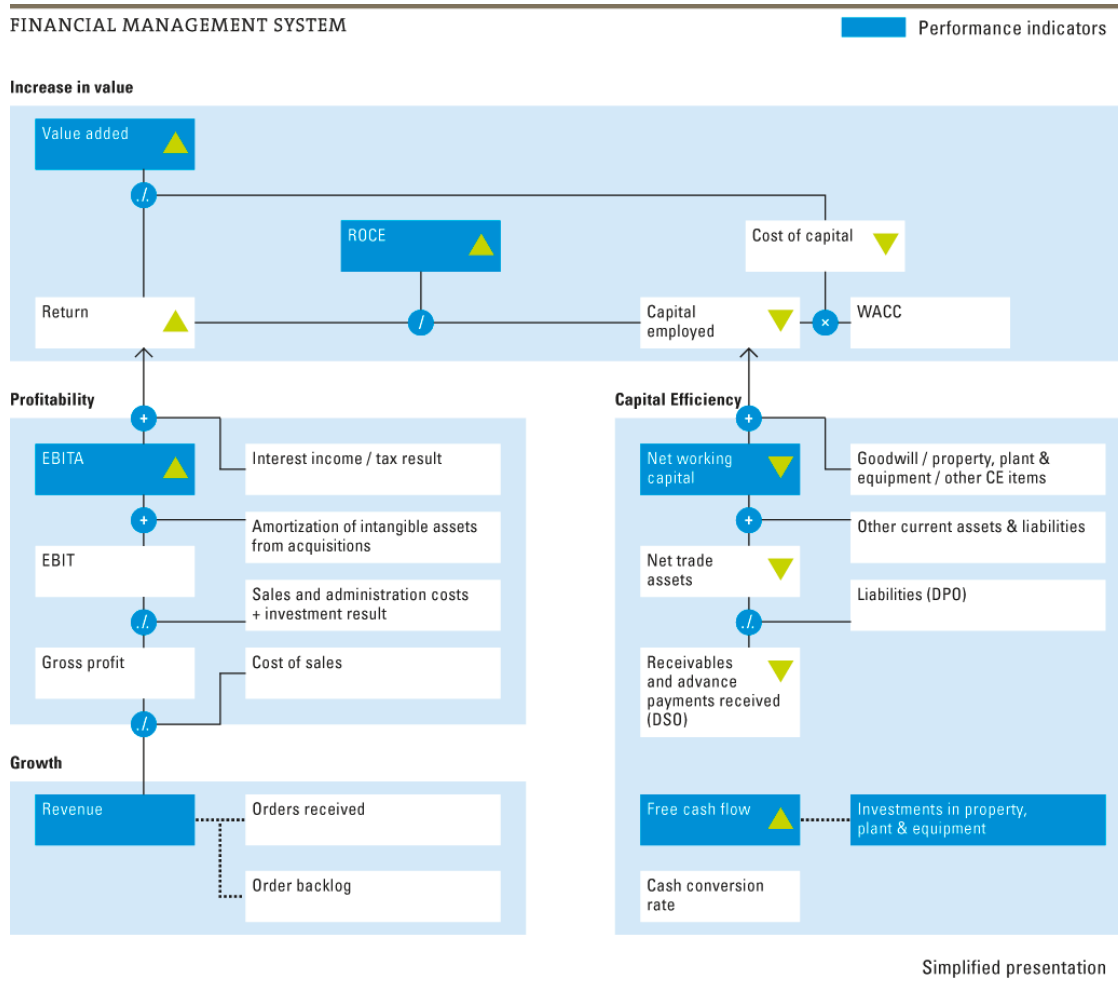 FINANCIAL MANAGEMENT SYSTEM
Performance indicators
Increase in value
Value added
./.
ROCE
Cost of capital
Return
/
Capital
employed
×
WACC
Profitability
+
EBITA
Interest income / tax result
+
Amortization of intangible assets
from acquisitions
EBIT
Sales and administration costs
+ investment result
./.
Gross profit
Cost of sales
./.
Growth
Revenue
Orders received
Order backlog
Capital Efficiency
+
Net working
capital
Goodwill / property, plant &
equipment / other CE items
+
Other current assets & liabilities
Net trade
assets
Liabilities (DPO)
./.
Receivables
and advance
payments received
(DSO)
Free cash flow
Investments in property,
plant & equipment
Cash conversion
rate
Simplified presentation